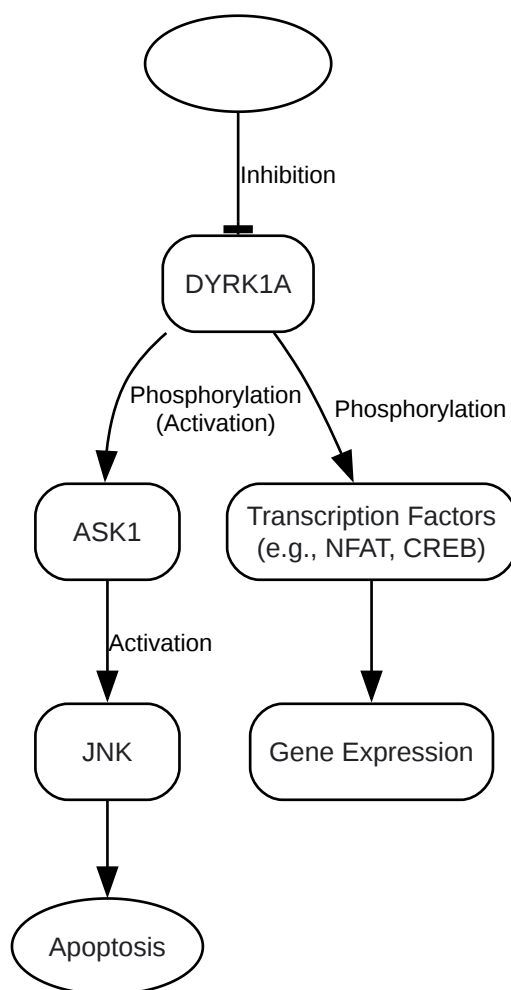 Inhibition
DYRK1A
Phosphorylation
(Activation)
Phosphorylation
ASK1
Transcription Factors
(e.g., NFAT, CREB)
Activation
JNK
Gene Expression
Apoptosis